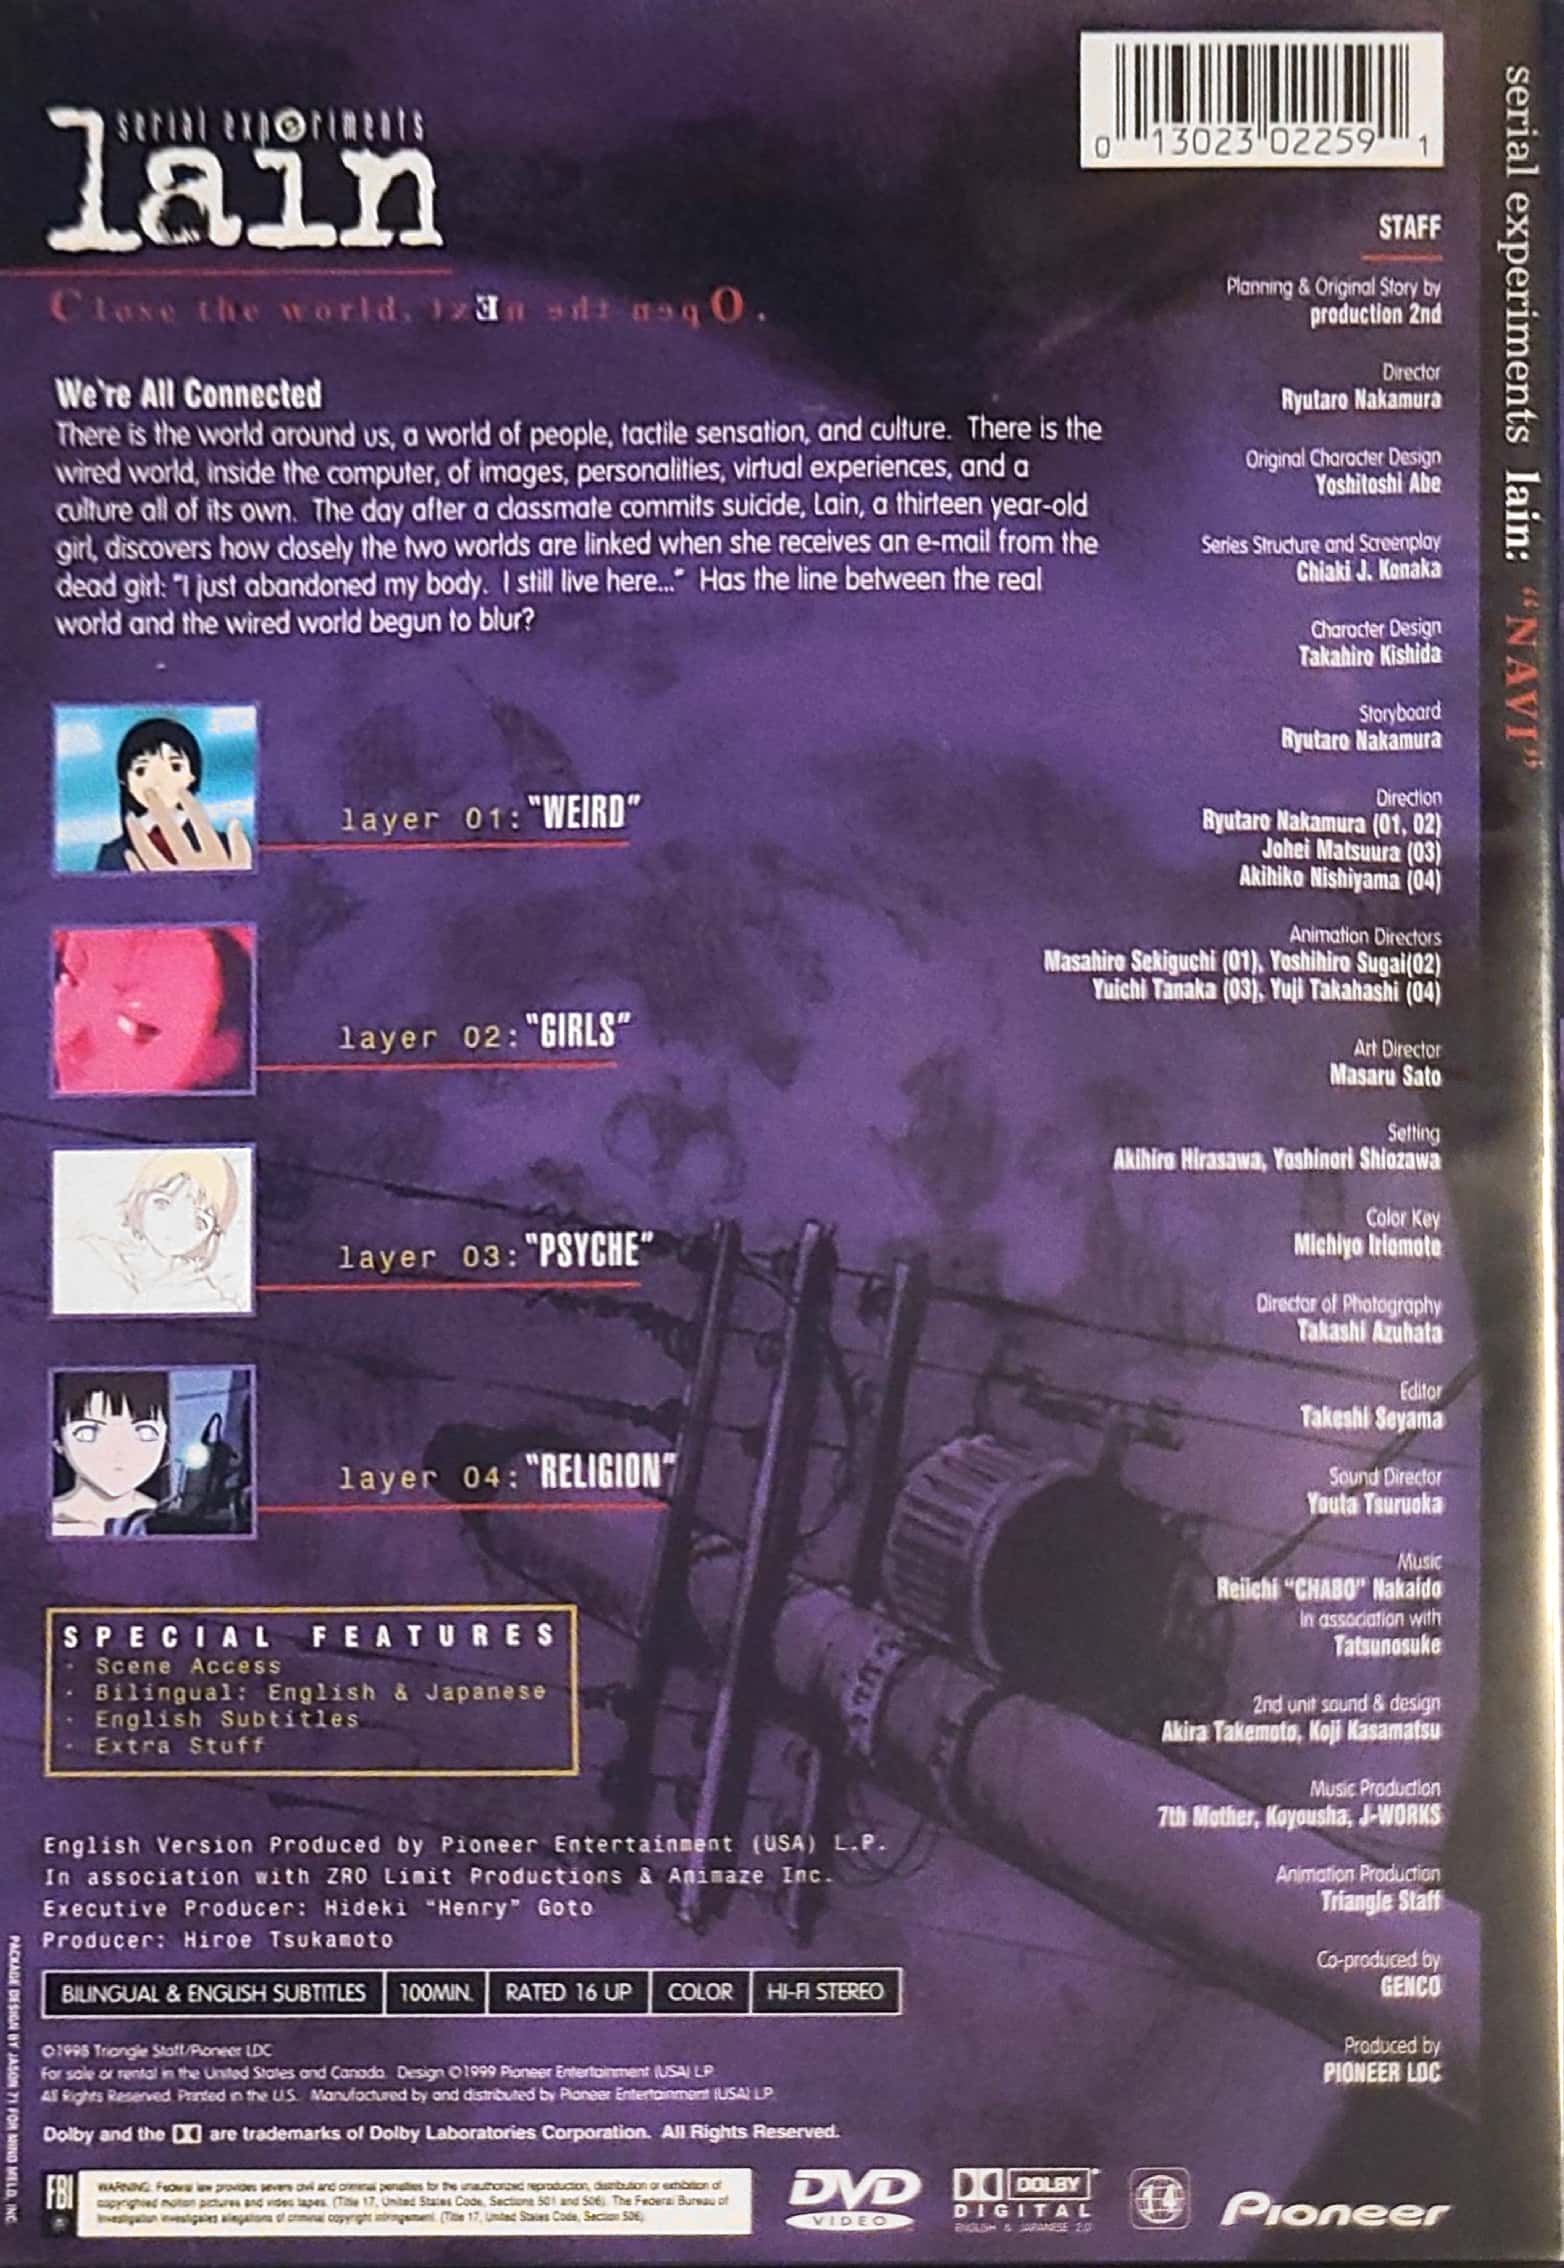 serial experiments
lain
Close the world, txEn eht nepO.
We're All Connected
There is the world around us, a world of people, tactile sensation, and culture. There is the
wired world, inside the computer, of images, personalities, virtual experiences, and a
culture all of its own. The day after a classmate commits suicide, Lain, a thirteen year-old
girl, discovers how closely the two worlds are linked when she receives an e-mail from the
dead girl: "I just abandoned my body. I still live here..." Has the line between the real
world and the wired world begun to blur?
layer 01: "WEIRD"
layer 02: "GIRLS"
layer 03: "PSYCHE"
layer 04: "RELIGION"
SPECIAL FEATURES
· Scene Access
· Bilingual: English & Japanese
· English Subtitles
· Extra Stuff
English Version Produced by Pioneer Entertainment (USA) L.P.
In association with ZRO Limit Productions & Animaze Inc.
Executive Producer: Hideki "Henry" Goto
Producer: Hiroe Tsukamoto
BILINGUAL & ENGLISH SUBTITLES 100MIN. RATED 16 UP COLOR HI-FI STEREO
©1998 Triangle Staff/Pioneer LDC
For sale or rental in the United States and Canada. Design ©1999 Pioneer Entertainment (USA) L.P.
All Rights Reserved. Printed in the U.S. Manufactured by and distributed by Pioneer Entertainment (USA) L.P.
Dolby and the DD are trademarks of Dolby Laboratories Corporation. All Rights Reserved.
FBI
WARNING: Federal law provides severe civil and criminal penalties for the unauthorized reproduction, distribution or exhibition of
copyrighted motion pictures and video tapes. (Title 17, United States Code, Sections 501 and 506). The Federal Bureau of
Investigation investigates allegations of criminal copyright infringement. (Title 17, United States Code, Section 506).
DVD
VIDEO
DOLBY
DIGITAL
ENGLISH & JAPANESE 2.0
14
Pioneer
PACKAGE DESIGN BY JASON 71 FOR MIND MELD, INC.
0 13023 02259 1
STAFF
Planning & Original Story by
production 2nd
Director
Ryutaro Nakamura
Original Character Design
Yoshitoshi Abe
Series Structure and Screenplay
Chiaki J. Konaka
Character Design
Takahiro Kishida
Storyboard
Ryutaro Nakamura
Direction
Ryutaro Nakamura (01, 02)
Johei Matsuura (03)
Akihiko Nishiyama (04)
Animation Directors
Masahiro Sekiguchi (01), Yoshihiro Sugai(02)
Yuichi Tanaka (03), Yuji Takahashi (04)
Art Director
Masaru Sato
Setting
Akihiro Hirasawa, Yoshinori Shiozawa
Color Key
Michiyo Iriomote
Director of Photography
Takashi Azuhata
Editor
Takeshi Seyama
Sound Director
Youta Tsuruoka
Music
Reiichi "CHABO" Nakaido
In association with
Tatsunosuke
2nd unit sound & design
Akira Takemoto, Koji Kasamatsu
Music Production
7th Mother, Koyousha, J-WORKS
Animation Production
Triangle Staff
Co-produced by
GENCO
Produced by
PIONEER LDC
serial experiments lain: "NAVI"